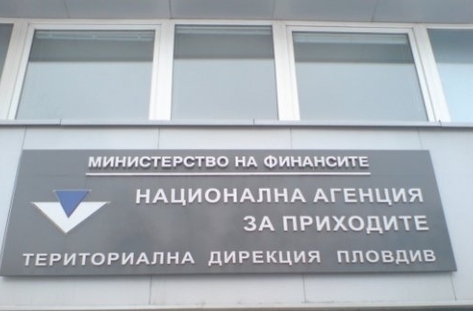 МИНИСТЕРСТВО НА ФИНАНСИТЕ
НАЦИОНАЛНА АГЕНЦИЯ
ЗА ПРИХОДИТЕ
ТЕРИТОРИАЛНА ДИРЕКЦИЯ ПЛОВДИВ